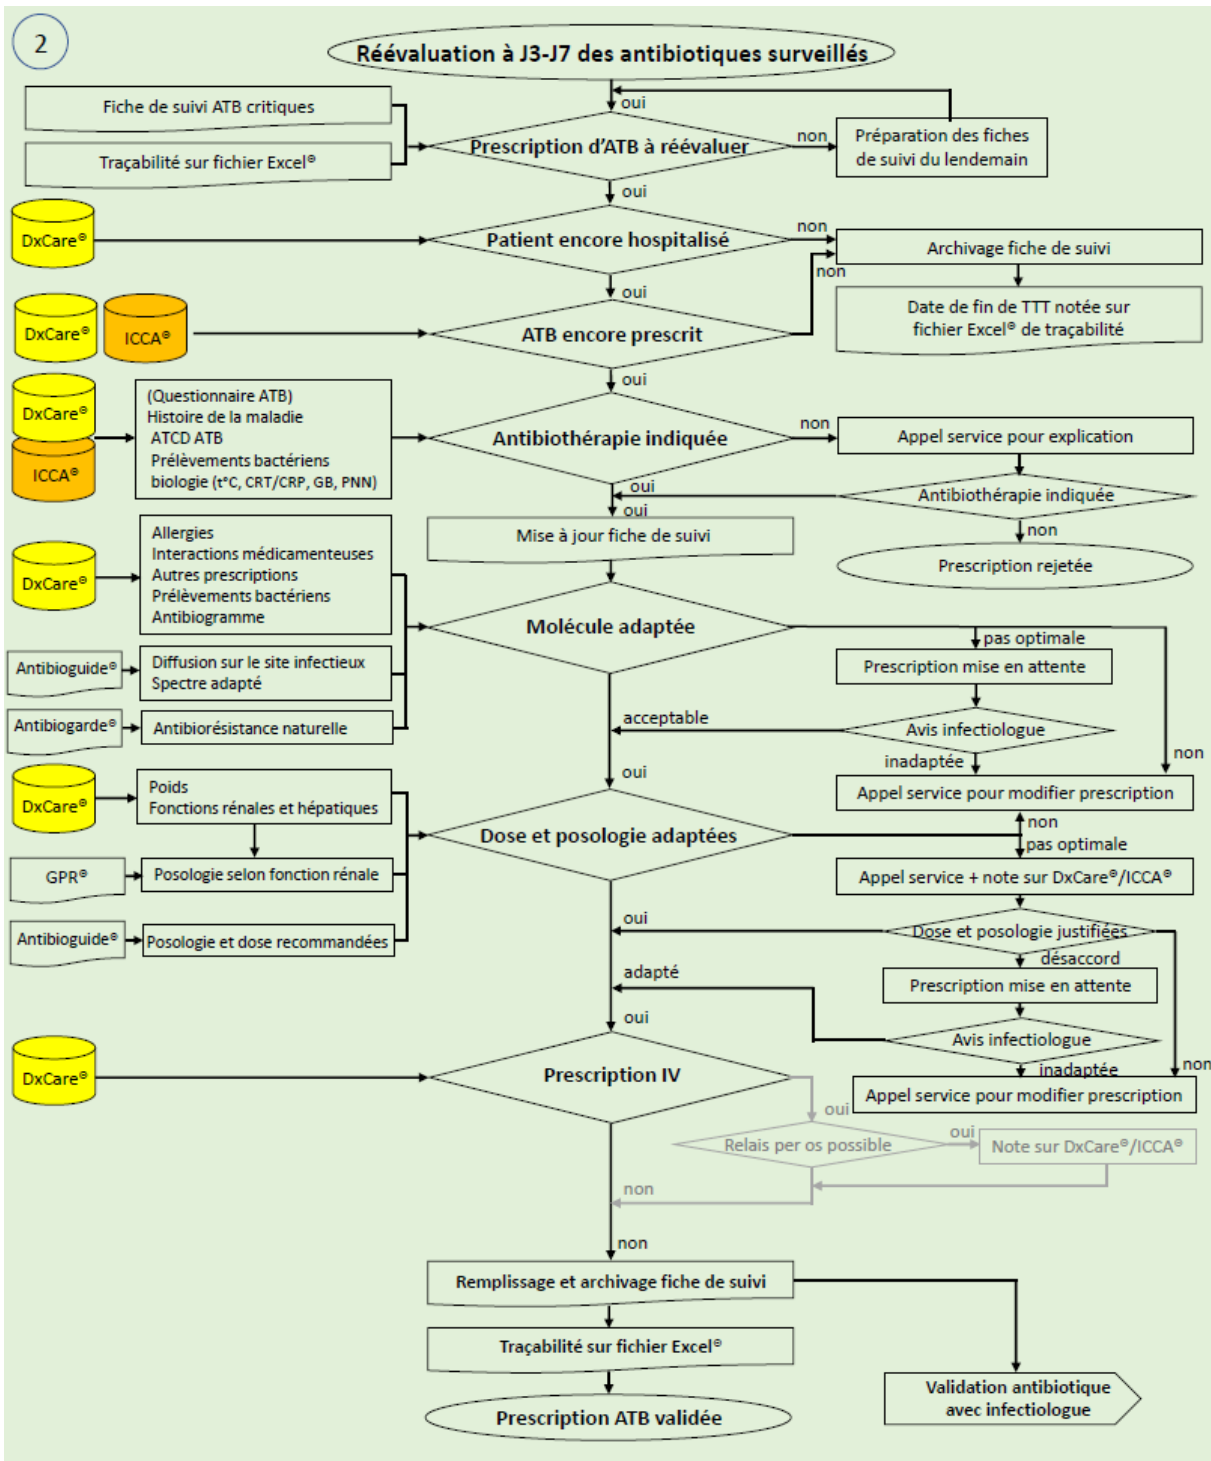 2
Réévaluation à J3-J7 des antibiotiques surveillés
oui
Fiche de suivi ATB critiques
Traçabilité sur fichier Excel®
Prescription d'ATB à réévaluer
non
Préparation des fiches
de suivi du lendemain
oui
DxCare®
Patient encore hospitalisé
non
Archivage fiche de suivi
non
oui
Date de fin de TTT notée sur
fichier Excel® de traçabilité
DxCare®
ICCA®
ATB encore prescrit
oui
DxCare®
ICCA®
(Questionnaire ATB)
Histoire de la maladie
ATCD ATB
Prélèvements bactériens
biologie (t°C, CRT/CRP, GB, PNN)
Antibiothérapie indiquée
non
Appel service pour explication
oui
Antibiothérapie indiquée
oui
non
Mise à jour fiche de suivi
Prescription rejetée
DxCare®
Allergies
Interactions médicamenteuses
Autres prescriptions
Prélèvements bactériens
Antibiogramme
Molécule adaptée
pas optimale
Antibioguide®
Diffusion sur le site infectieux
Spectre adapté
Prescription mise en attente
Antibiogarde®
Antibiorésistance naturelle
acceptable
Avis infectiologue
inadaptée
non
oui
DxCare®
Poids
Fonctions rénales et hépatiques
Appel service pour modifier prescription
Dose et posologie adaptées
non
pas optimale
GPR®
Posologie selon fonction rénale
Appel service + note sur DxCare®/ICCA®
Antibioguide®
Posologie et dose recommandées
oui
Dose et posologie justifiées
désaccord
adapté
Prescription mise en attente
oui
Avis infectiologue
inadaptée
non
DxCare®
Prescription IV
Appel service pour modifier prescription
oui
Relais per os possible
oui
Note sur DxCare®/ICCA®
non
non
Remplissage et archivage fiche de suivi
Traçabilité sur fichier Excel®
Prescription ATB validée
Validation antibiotique
avec infectiologue